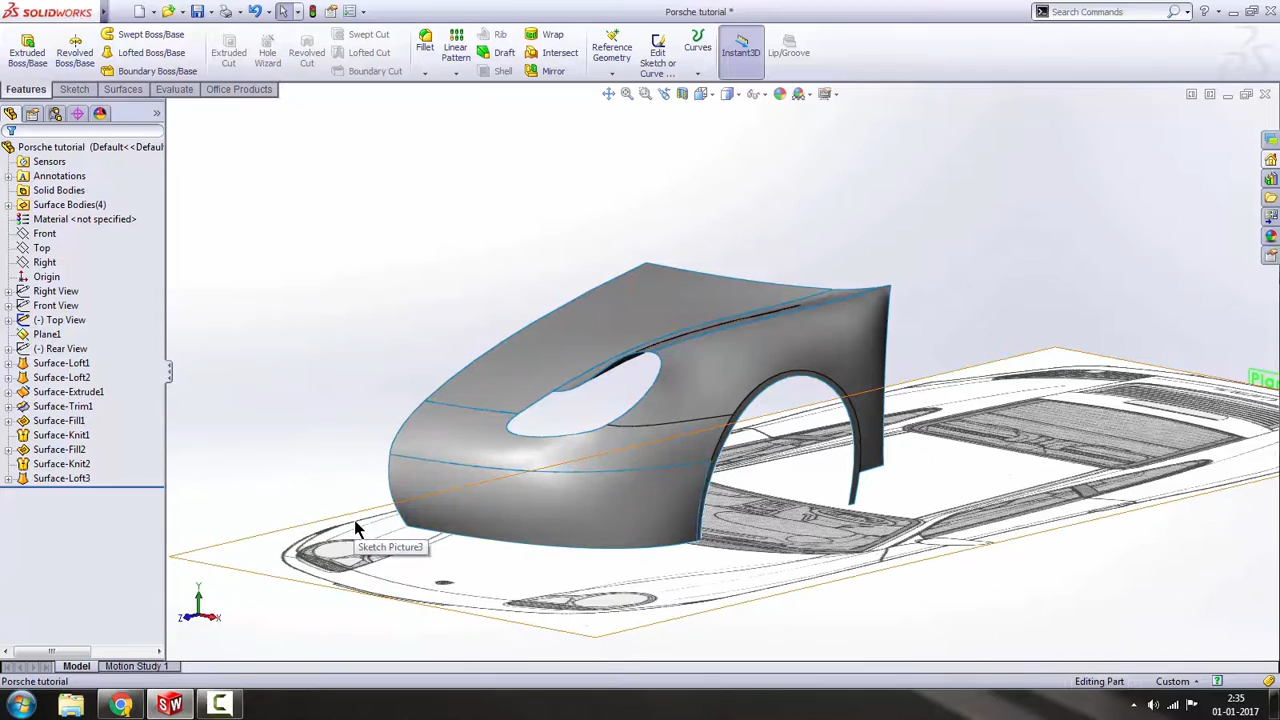 SOLIDWORKS
Porsche tutorial *
Search Commands
Extruded Boss/Base
Revolved Boss/Base
Swept Boss/Base
Lofted Boss/Base
Boundary Boss/Base
Extruded Cut
Hole Wizard
Revolved Cut
Swept Cut
Lofted Cut
Boundary Cut
Fillet
Linear Pattern
Rib
Draft
Shell
Wrap
Intersect
Mirror
Reference Geometry
Edit Sketch or Curve ...
Curves
Instant3D
Lip/Groove
Features
Sketch
Surfaces
Evaluate
Office Products
Porsche tutorial (Default<<Defaul
Sensors
Annotations
Solid Bodies
Surface Bodies(4)
Material <not specified>
Front
Top
Right
Origin
Right View
Front View
(-) Top View
Plane1
(-) Rear View
Surface-Loft1
Surface-Loft2
Surface-Extrude1
Surface-Trim1
Surface-Fill1
Surface-Knit1
Surface-Fill2
Surface-Knit2
Surface-Loft3
Plan
Sketch Picture3
Y
Z
X
Model
Motion Study 1
Porsche tutorial
Editing Part
Custom
2:35
01-01-2017